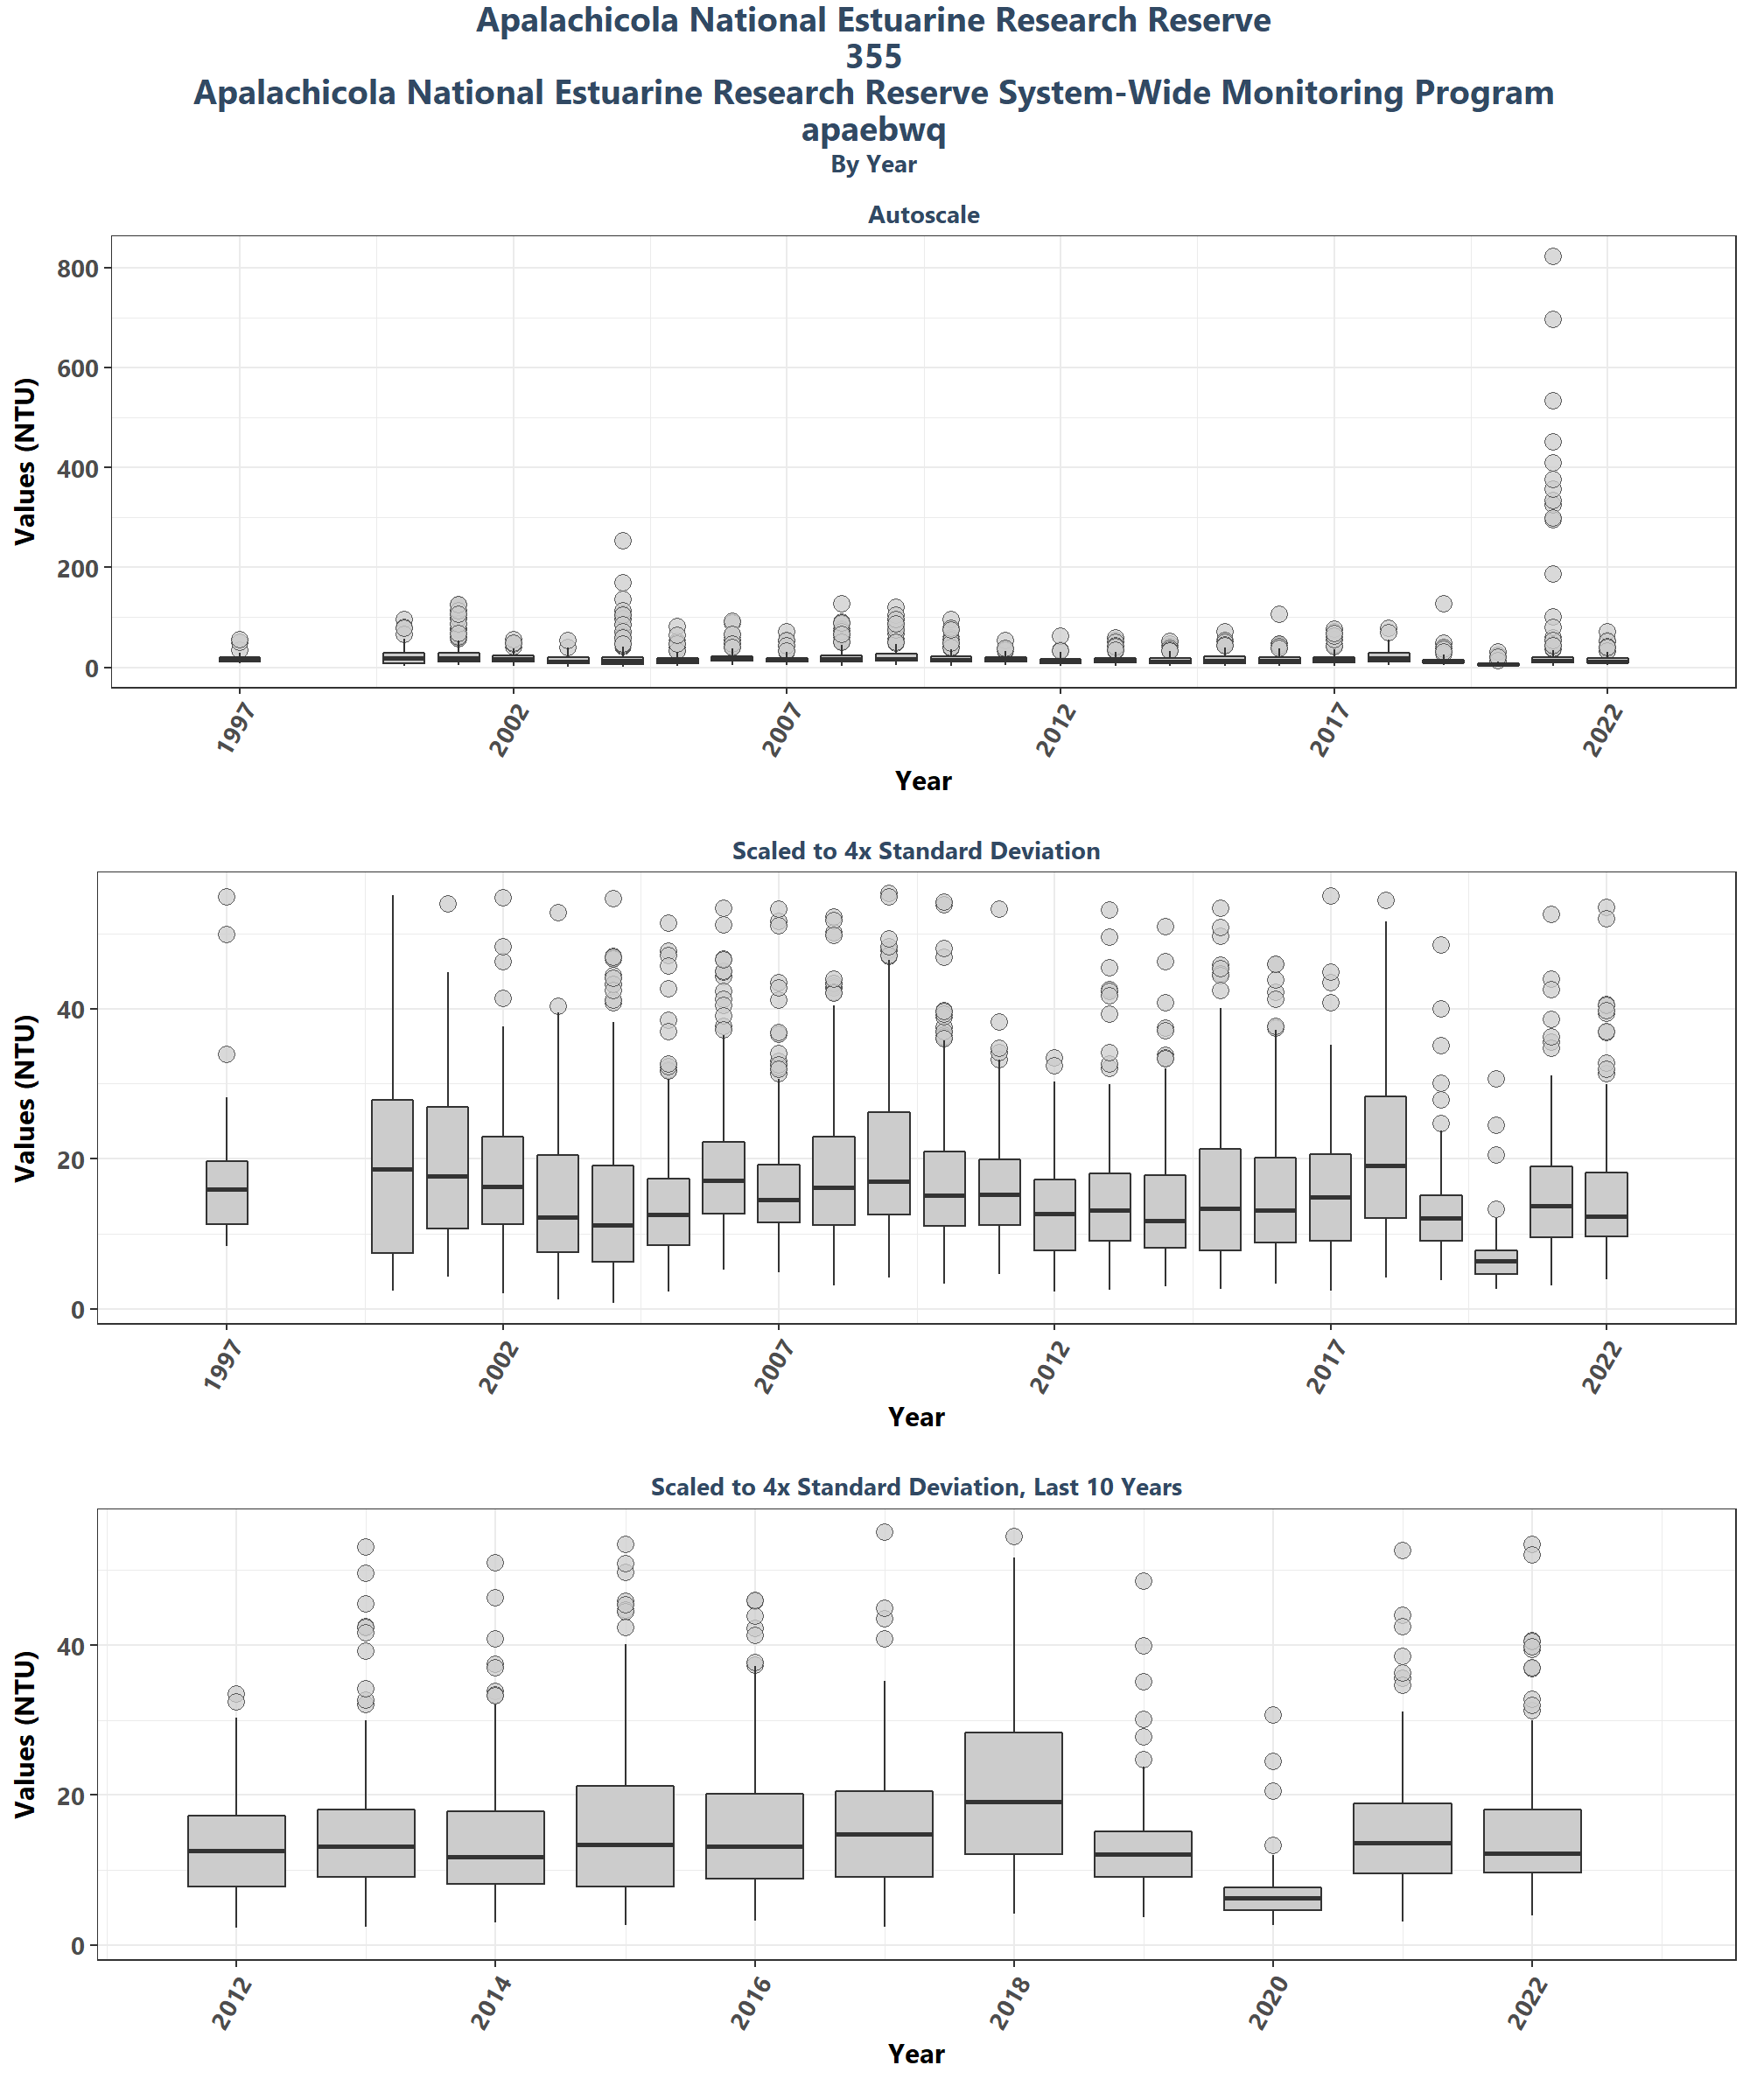 Apalachicola National Estuarine Research Reserve
355
Apalachicola National Estuarine Research Reserve System-Wide Monitoring Program
apaebwq
By Year
Autoscale
Values (NTU)
800
600
400
200
0
1997 2002 2007 2012 2017 2022
Year
Scaled to 4x Standard Deviation
Values (NTU)
40
20
0
1997 2002 2007 2012 2017 2022
Year
Scaled to 4x Standard Deviation, Last 10 Years
Values (NTU)
40
20
0
2012 2014 2016 2018 2020 2022
Year